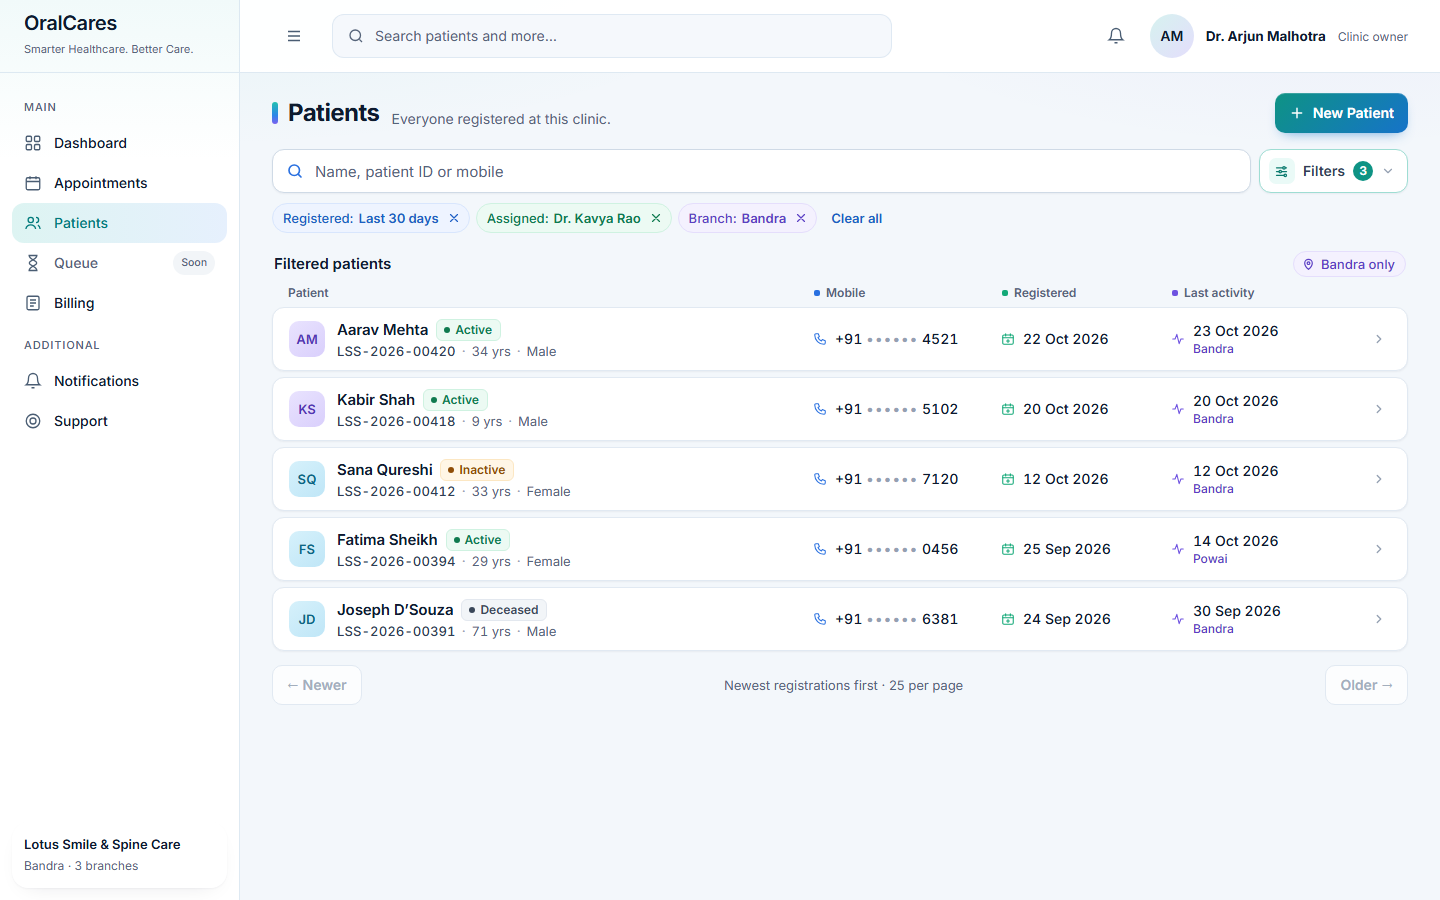 OralCares
Smarter Healthcare. Better Care.
Search patients and more...
AM Dr. Arjun Malhotra Clinic owner
MAIN
Dashboard
Appointments
Patients
Queue Soon
Billing
ADDITIONAL
Notifications
Support
Lotus Smile & Spine Care
Bandra · 3 branches
Patients Everyone registered at this clinic.
+ New Patient
Name, patient ID or mobile
Filters 3
Registered: Last 30 days ×
Assigned: Dr. Kavya Rao ×
Branch: Bandra ×
Clear all
Filtered patients
Bandra only
Patient Mobile Registered Last activity
AM Aarav Mehta Active
LSS-2026-00420 · 34 yrs · Male
+91 •••••• 4521
22 Oct 2026
23 Oct 2026
Bandra
KS Kabir Shah Active
LSS-2026-00418 · 9 yrs · Male
+91 •••••• 5102
20 Oct 2026
20 Oct 2026
Bandra
SQ Sana Qureshi Inactive
LSS-2026-00412 · 33 yrs · Female
+91 •••••• 7120
12 Oct 2026
12 Oct 2026
Bandra
FS Fatima Sheikh Active
LSS-2026-00394 · 29 yrs · Female
+91 •••••• 0456
25 Sep 2026
14 Oct 2026
Powai
JD Joseph D’Souza Deceased
LSS-2026-00391 · 71 yrs · Male
+91 •••••• 6381
24 Sep 2026
30 Sep 2026
Bandra
← Newer
Newest registrations first · 25 per page
Older →